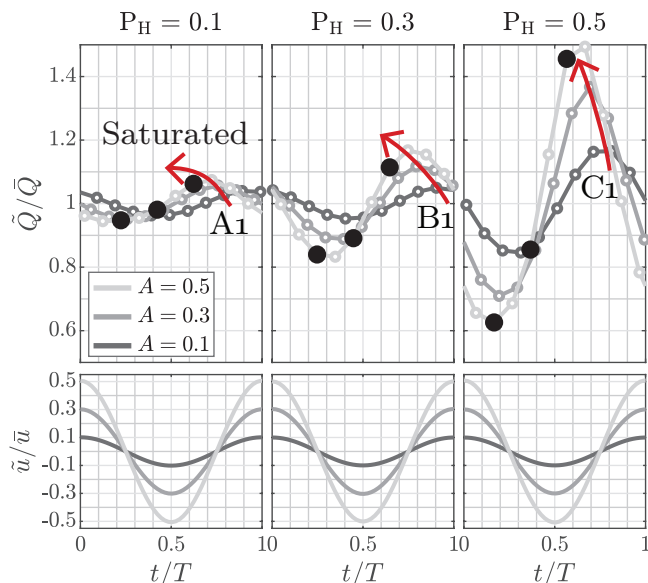 P_H = 0.1 P_H = 0.3 P_H = 0.5
1.4
1.2
1
0.8
0.6
Q̃/Q̄
Saturated
A1
B1
C1
A = 0.5
A = 0.3
A = 0.1
0.5
0.3
0.1
-0.1
-0.3
-0.5
ũ/ū
0 0.5 10 0.5 10 0.5 1
t/T t/T t/T